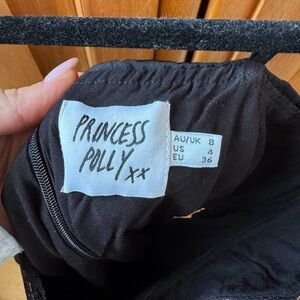 PRINCESS
POLLY xx
AU/UK 8
US 4
EU 36